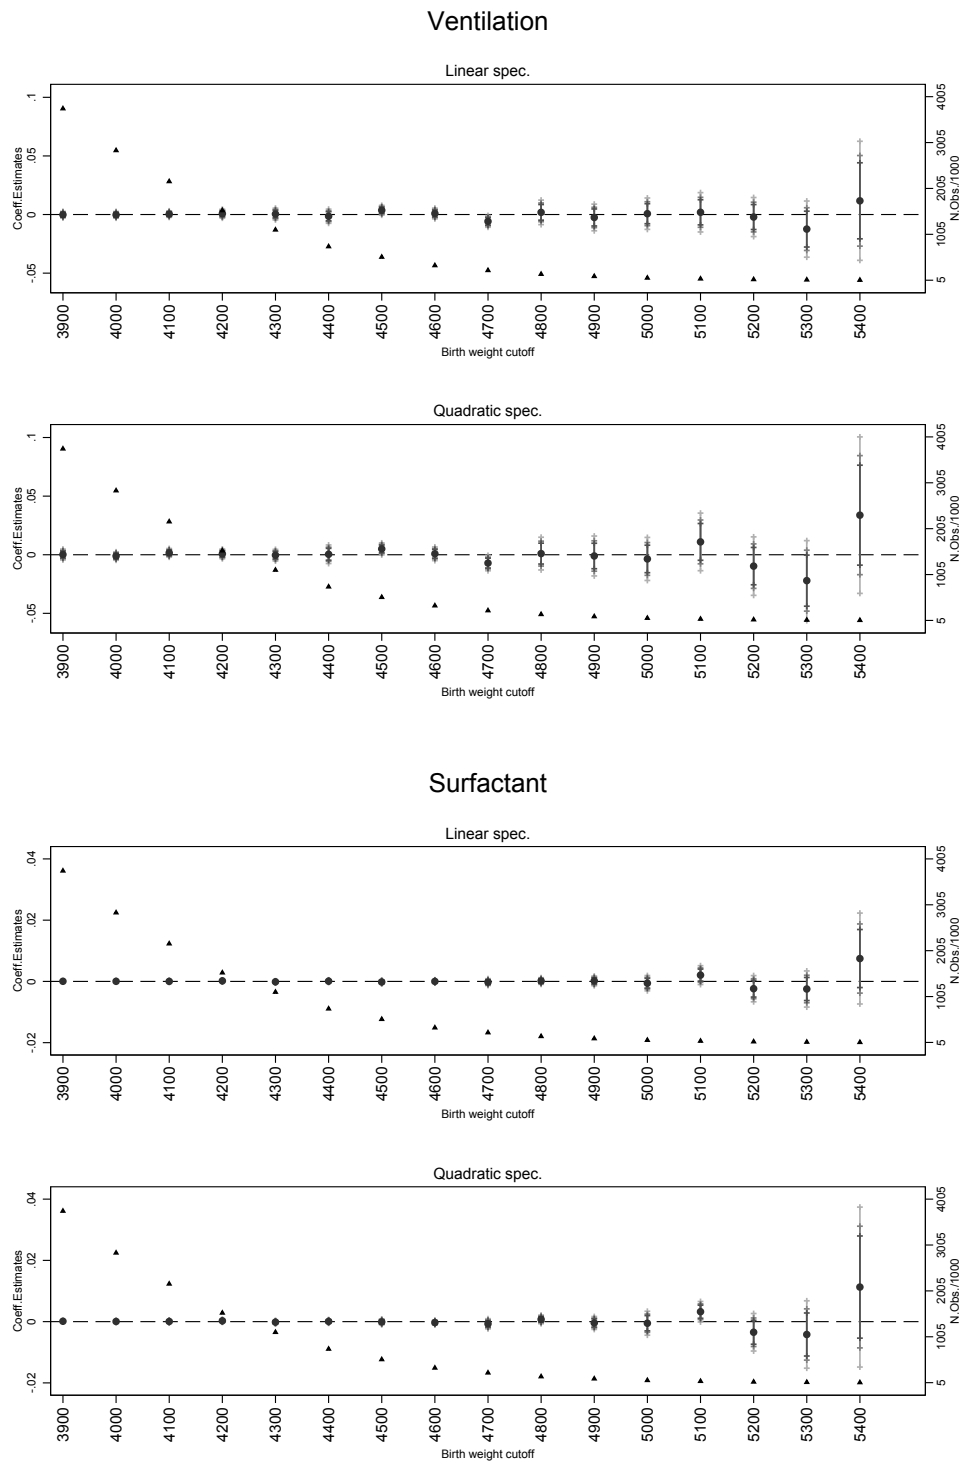 Ventilation
Linear spec.
Coeff.Estimates
-.05 0 .05 .1
N.Obs./1000
5 1005 2005 3005 4005
3900 4000 4100 4200 4300 4400 4500 4600 4700 4800 4900 5000 5100 5200 5300 5400
Birth weight cutoff
Quadratic spec.
Coeff.Estimates
-.05 0 .05 .1
N.Obs./1000
5 1005 2005 3005 4005
3900 4000 4100 4200 4300 4400 4500 4600 4700 4800 4900 5000 5100 5200 5300 5400
Birth weight cutoff
Surfactant
Linear spec.
Coeff.Estimates
-.02 0 .02 .04
N.Obs./1000
5 1005 2005 3005 4005
3900 4000 4100 4200 4300 4400 4500 4600 4700 4800 4900 5000 5100 5200 5300 5400
Birth weight cutoff
Quadratic spec.
Coeff.Estimates
-.02 0 .02 .04
N.Obs./1000
5 1005 2005 3005 4005
3900 4000 4100 4200 4300 4400 4500 4600 4700 4800 4900 5000 5100 5200 5300 5400
Birth weight cutoff